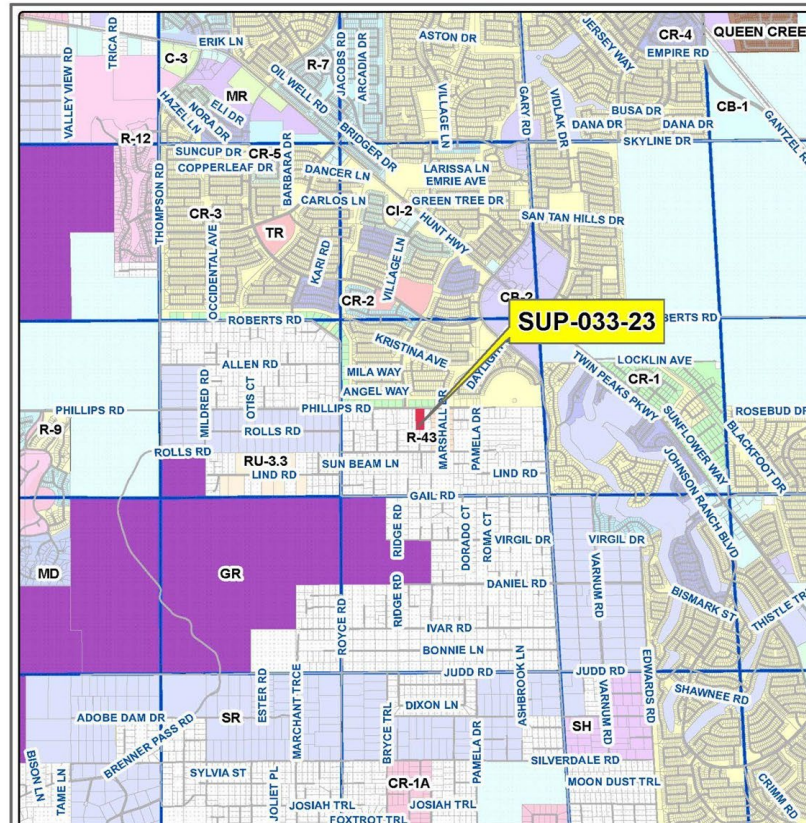 ERIK LN
ASTON DR
JERSEY WAY
CR-4
QUEEN CREE
VALLEY VIEW RD
TRICA RD
C-3
R-7
JACOBS RD
ARCADIA DR
EMPIRE RD
OIL WELL RD
MR
ELI DR
NORA DR
HAZEL LN
VILLAGE LN
GARY RD
VIDLAK DR
BUSA DR
CB-1
GANTZEL RD
BRIDGER DR
DANA DR
DANA DR
R-12
SUNCUP DR
CR-5
SKYLINE DR
COPPERLEAF DR
BARBARA DR
DANCER LN
LARISSA LN
EMRIE AVE
THOMPSON RD
CARLOS LN
GREEN TREE DR
CR-3
CI-2
SAN TAN HILLS DR
TR
HUNT HWY
OCCIDENTAL AVE
KARI RD
VILLAGE LN
CR-2
CB-2
SUP-033-23
ROBERTS RD
BERTS RD
KRISTINA AVE
DAYLIGH
TWIN PEAKS PKWY
LOCKLIN AVE
ALLEN RD
MILA WAY
CR-1
MILDRED RD
OTIS CT
ANGEL WAY
PHILLIPS RD
PHILLIPS RD
MARSHALL DR
SUNFLOWER WAY
ROSEBUD DR
R-9
ROLLS RD
R-43
PAMELA DR
BLACKFOOT DR
ROLLS RD
RU-3.3
SUN BEAM LN
LIND RD
LIND RD
JOHNSON RANCH BLVD
GAIL RD
RIDGE RD
DORADO CT
ROMA CT
VIRGIL DR
VIRGIL DR
MD
GR
DANIEL RD
VARNUM RD
BISMARK ST
THISTLE TR
RIDGE RD
ROYCE RD
IVAR RD
BONNIE LN
JUDD RD
JUDD RD
EDWARDS RD
ESTER RD
MARCHANT TRCE
ASHBROOK LN
SHAWNEE RD
ADOBE DAM DR
SR
BRYCE TRL
DIXON LN
VARNUM RD
BRENNER PASS RD
PAMELA DR
SH
BISON LN
TAME LN
SILVERDALE RD
SYLVIA ST
JOLIET PL
CR-1A
MOON DUST TRL
CRIMM RD
JOSIAH TRL
JOSIAH TRL
FOXTROT TRL